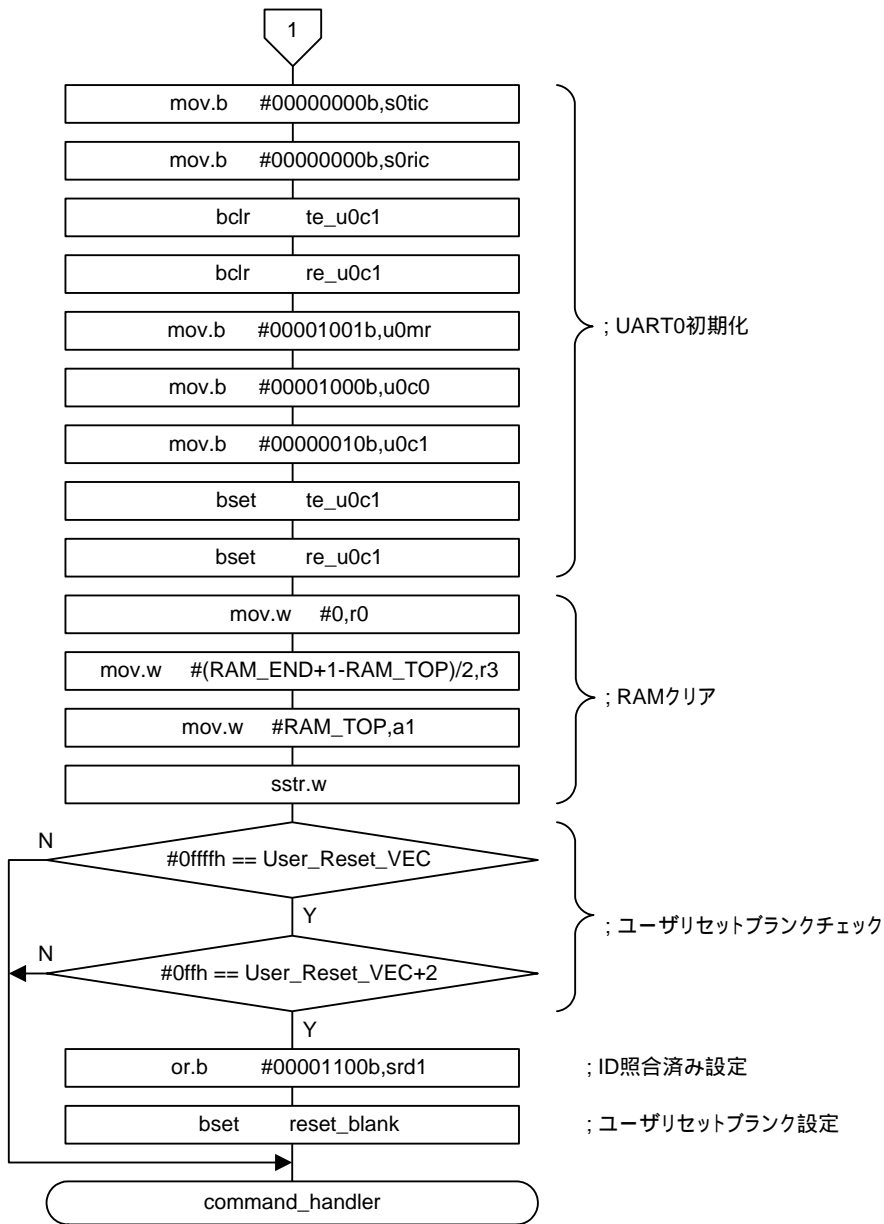 1
mov.b #00000000b,s0tic
mov.b #00000000b,s0ric
bclr te_u0c1
bclr re_u0c1
mov.b #00001001b,u0mr
; UART0初期化
mov.b #00001000b,u0c0
mov.b #00000010b,u0c1
bset te_u0c1
bset re_u0c1
mov.w #0,r0
mov.w #(RAM_END+1-RAM_TOP)/2,r3
; RAMクリア
mov.w #RAM_TOP,a1
sstr.w
N
#0ffffh == User_Reset_VEC
Y
; ユーザリセットブランクチェック
N
#0ffh == User_Reset_VEC+2
Y
or.b #00001100b,srd1 ; ID照合済み設定
bset reset_blank ; ユーザリセットブランク設定
command_handler